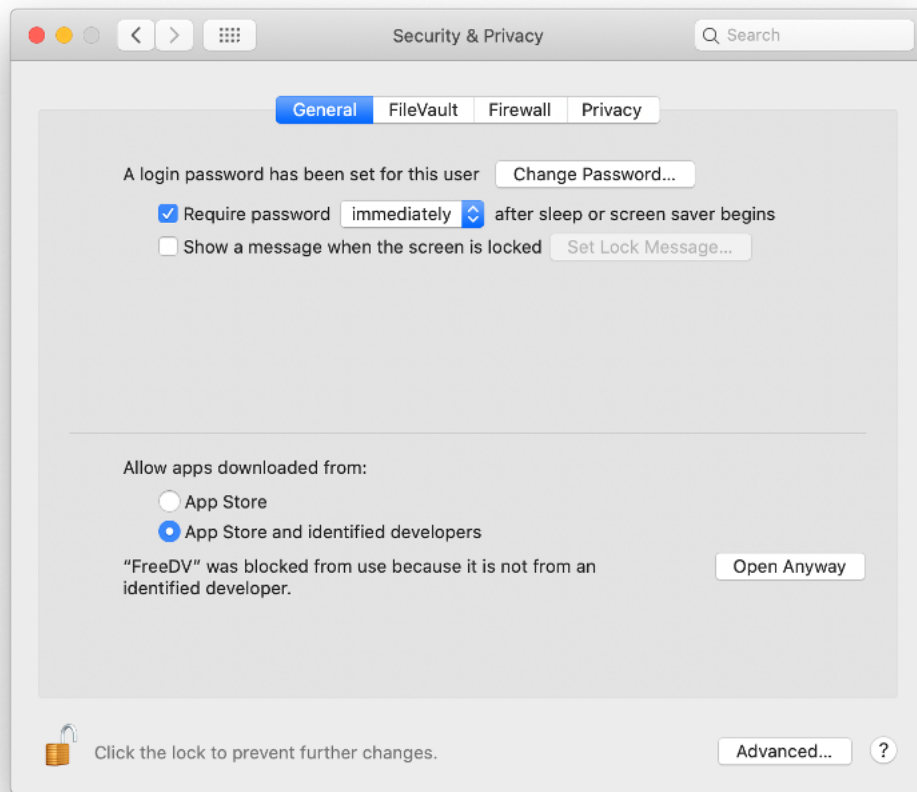 Security & Privacy
Search
General
FileVault
Firewall
Privacy
A login password has been set for this user
Change Password...
Require password
immediately
after sleep or screen saver begins
Show a message when the screen is locked
Set Lock Message...
Allow apps downloaded from:
App Store
App Store and identified developers
“FreeDV” was blocked from use because it is not from an
identified developer.
Open Anyway
Click the lock to prevent further changes.
Advanced...
?